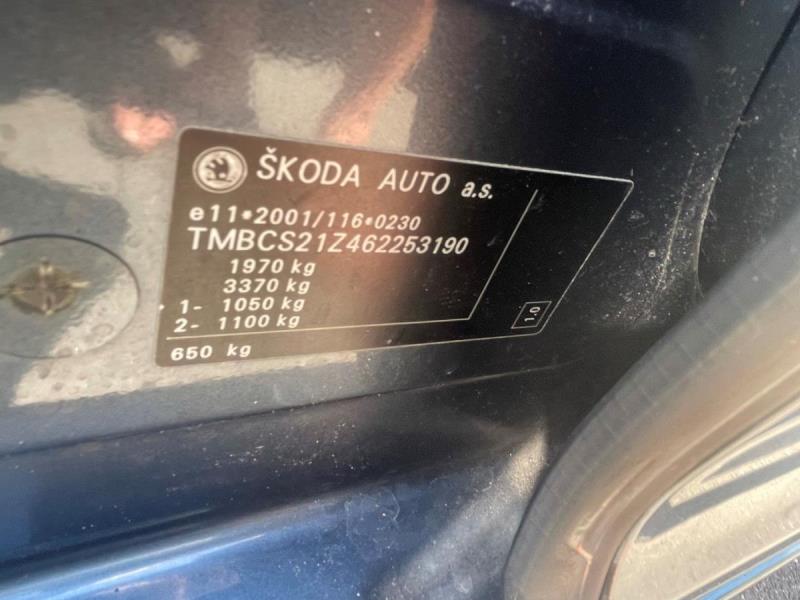 ŠKODA AUTO a.s.
e11*2001/116*0230
TMBCS21Z462253190
1970 kg
3370 kg
1- 1050 kg
2- 1100 kg
650 kg
1.0